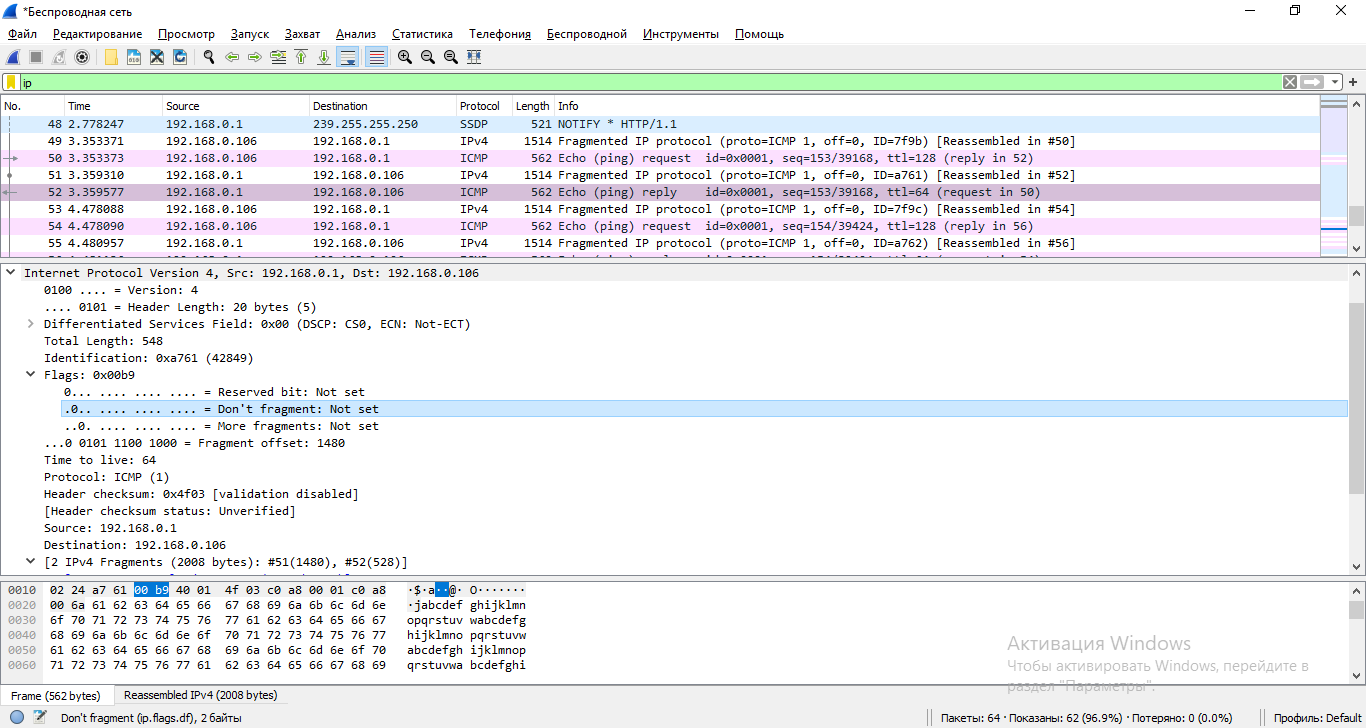 *Беспроводная сеть
Файл Редактирование Просмотр Запуск Захват Анализ Статистика Телефония Беспроводной Инструменты Помощь
ip
No. Time Source Destination Protocol Length Info
48 2.778247 192.168.0.1 239.255.255.250 SSDP 521 NOTIFY * HTTP/1.1
49 3.353371 192.168.0.106 192.168.0.1 IPv4 1514 Fragmented IP protocol (proto=ICMP 1, off=0, ID=7f9b) [Reassembled in #50]
50 3.353373 192.168.0.106 192.168.0.1 ICMP 562 Echo (ping) request id=0x0001, seq=153/39168, ttl=128 (reply in 52)
51 3.359310 192.168.0.1 192.168.0.106 IPv4 1514 Fragmented IP protocol (proto=ICMP 1, off=0, ID=a761) [Reassembled in #52]
52 3.359577 192.168.0.1 192.168.0.106 ICMP 562 Echo (ping) reply id=0x0001, seq=153/39168, ttl=64 (request in 50)
53 4.478088 192.168.0.106 192.168.0.1 IPv4 1514 Fragmented IP protocol (proto=ICMP 1, off=0, ID=7f9c) [Reassembled in #54]
54 4.478090 192.168.0.106 192.168.0.1 ICMP 562 Echo (ping) request id=0x0001, seq=154/39424, ttl=128 (reply in 56)
55 4.480957 192.168.0.1 192.168.0.106 IPv4 1514 Fragmented IP protocol (proto=ICMP 1, off=0, ID=a762) [Reassembled in #56]
Internet Protocol Version 4, Src: 192.168.0.1, Dst: 192.168.0.106
0100 .... = Version: 4
.... 0101 = Header Length: 20 bytes (5)
Differentiated Services Field: 0x00 (DSCP: CS0, ECN: Not-ECT)
Total Length: 548
Identification: 0xa761 (42849)
Flags: 0x00b9
0... .... .... .... = Reserved bit: Not set
.0.. .... .... .... = Don't fragment: Not set
..0. .... .... .... = More fragments: Not set
...0 0101 1100 1000 = Fragment offset: 1480
Time to live: 64
Protocol: ICMP (1)
Header checksum: 0x4f03 [validation disabled]
[Header checksum status: Unverified]
Source: 192.168.0.1
Destination: 192.168.0.106
[2 IPv4 Fragments (2008 bytes): #51(1480), #52(528)]
0010 02 24 a7 61 00 b9 40 01 4f 03 c0 a8 00 01 c0 a8 ·$·a··@· O·······
0020 00 6a 61 62 63 64 65 66 67 68 69 6a 6b 6c 6d 6e ·jabcdef ghijklmn
0030 6f 70 71 72 73 74 75 76 77 61 62 63 64 65 66 67 opqrstuv wabcdefg
0040 68 69 6a 6b 6c 6d 6e 6f 70 71 72 73 74 75 76 77 hijklmno pqrstuvw
0050 61 62 63 64 65 66 67 68 69 6a 6b 6c 6d 6e 6f 70 abcdefgh ijklmnop
0060 71 72 73 74 75 76 77 61 62 63 64 65 66 67 68 69 qrstuvwa bcdefghi
Активация Windows
Чтобы активировать Windows, перейдите в
раздел "Параметры".
Frame (562 bytes) Reassembled IPv4 (2008 bytes)
Don't fragment (ip.flags.df), 2 байты Пакеты: 64 · Показаны: 62 (96.9%) · Потеряно: 0 (0.0%) Профиль: Default